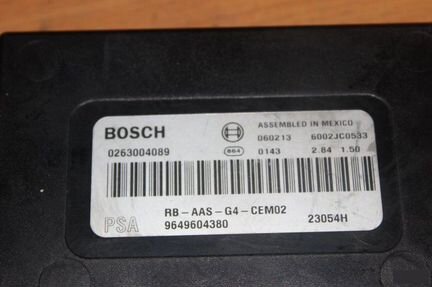 BOSCH ASSEMBLED IN MEXICO
060213 6002JC0533
0263004089 664 0143 2.84 1.50
RB-AAS-G4-CEM02 23054H
PSA 9649604380